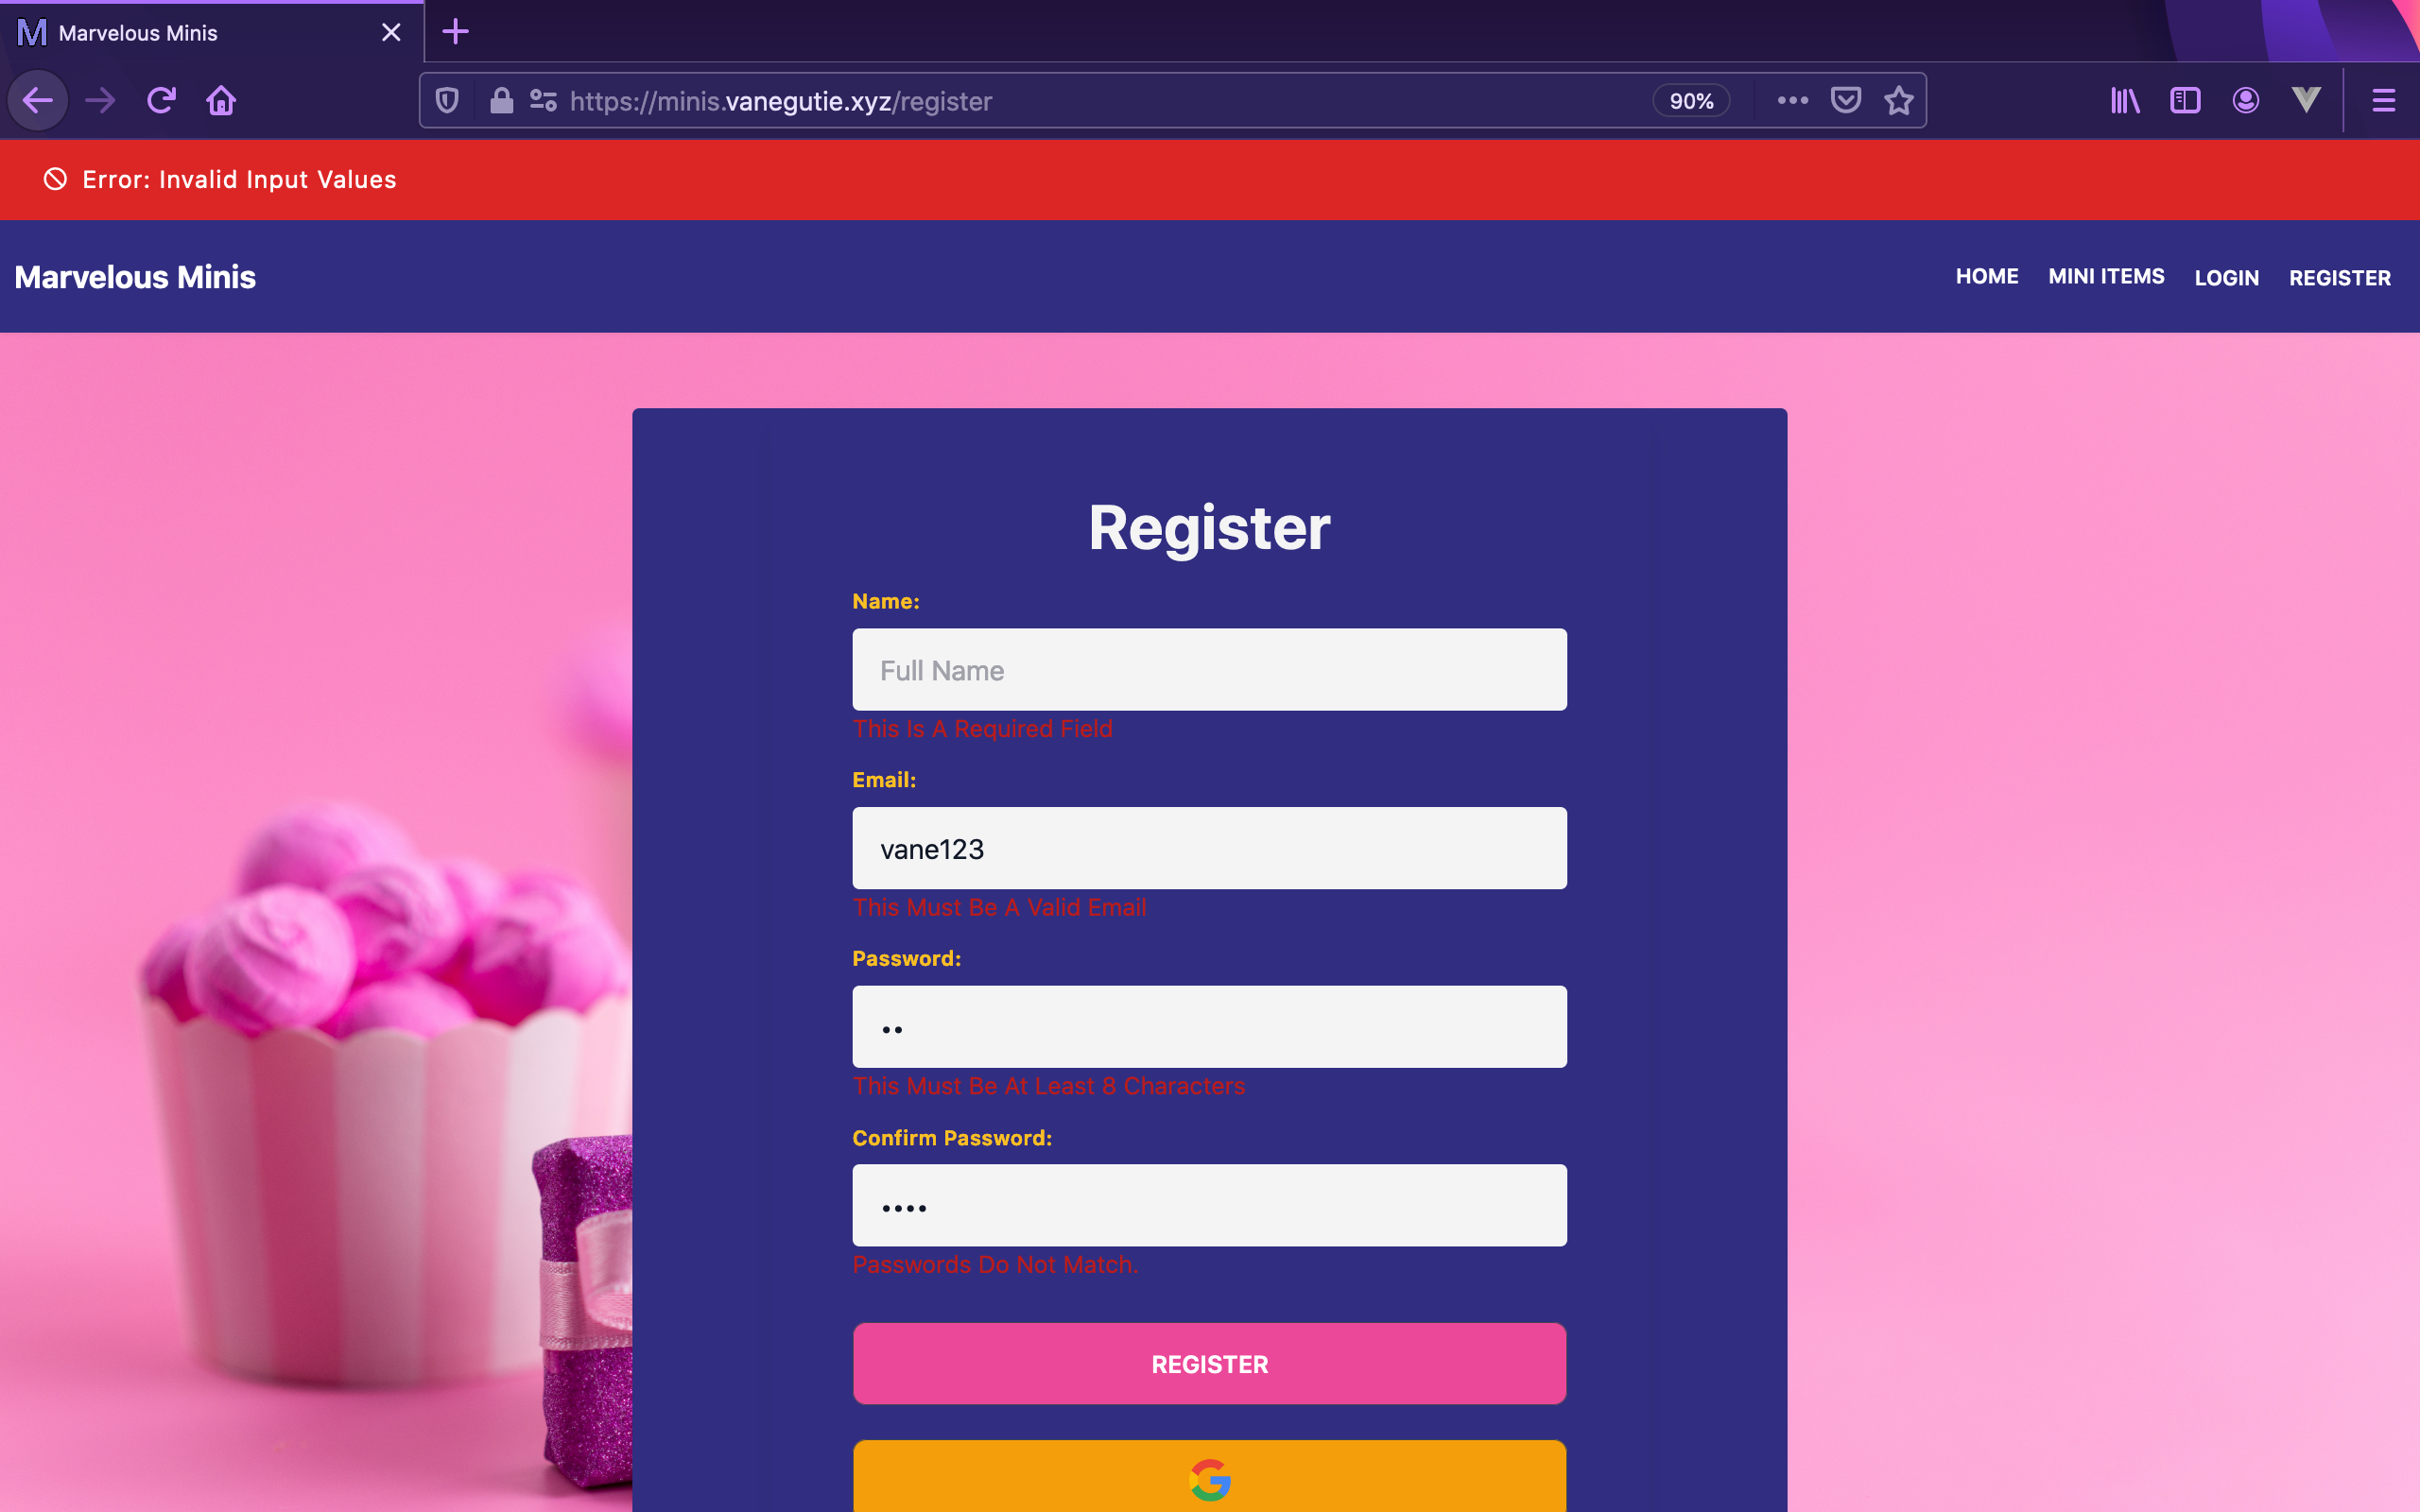 M Marvelous Minis
https://minis.vanegutie.xyz/register
90%
Error: Invalid Input Values
Marvelous Minis
HOME MINI ITEMS LOGIN REGISTER
Register
Name:
Full Name
This Is A Required Field
Email:
vane123
This Must Be A Valid Email
Password:
••
This Must Be At Least 8 Characters
Confirm Password:
••••
Passwords Do Not Match.
REGISTER
G